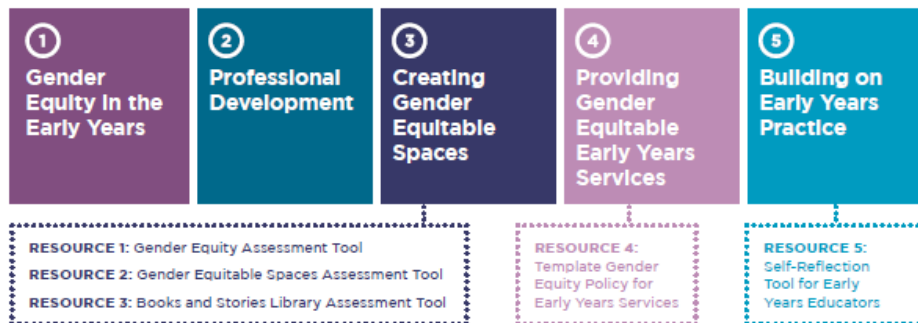 1
Gender
Equity in the
Early Years
2
Professional
Development
3
Creating
Gender
Equitable
Spaces
4
Providing
Gender
Equitable
Early Years
Services
5
Building on
Early Years
Practice
RESOURCE 1: Gender Equity Assessment Tool
RESOURCE 2: Gender Equitable Spaces Assessment Tool
RESOURCE 3: Books and Stories Library Assessment Tool
RESOURCE 4:
Template Gender
Equity Policy for
Early Years Services
RESOURCE 5:
Self-Reflection
Tool for Early
Years Educators